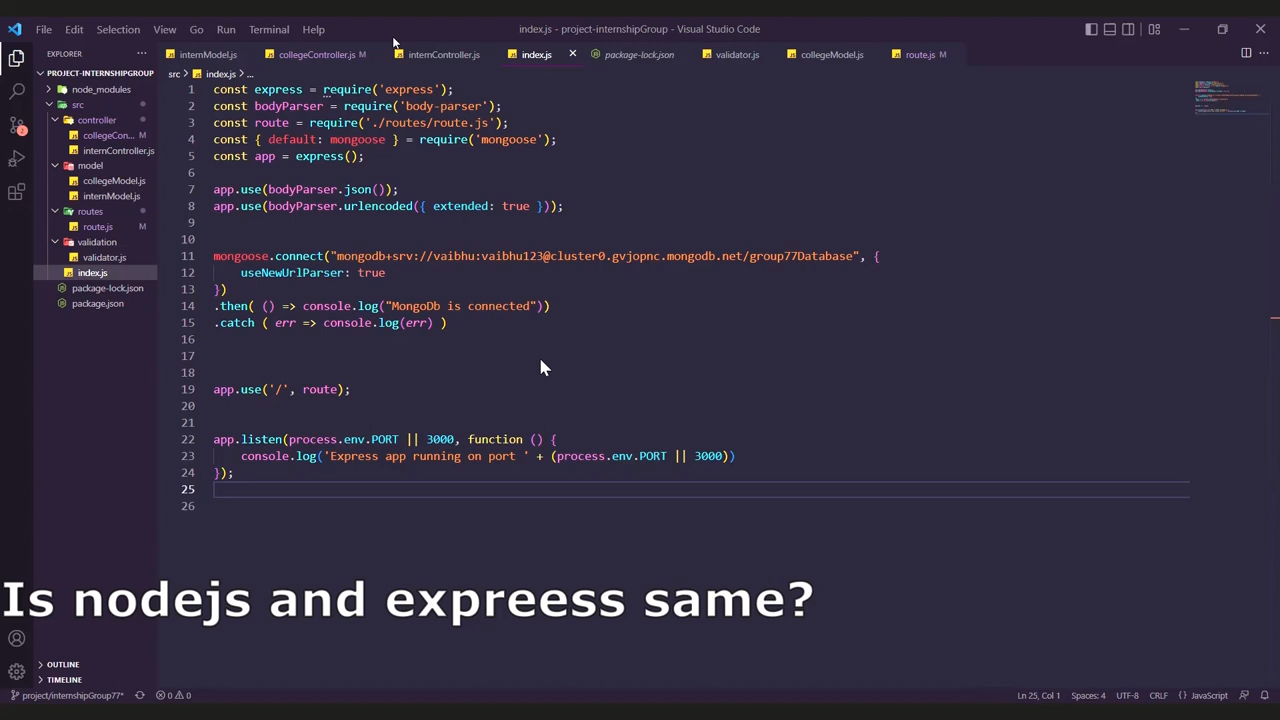 File Edit Selection View Go Run Terminal Help
index.js - project-internshipGroup - Visual Studio Code
EXPLORER ...
internModel.js collegeController.js M internController.js index.js package-lock.json validator.js collegeModel.js route.js M
PROJECT-INTERNSHIPGROUP
node_modules
src
controller
collegeCon... M
internController.js
model
collegeModel.js
internModel.js
routes
route.js M
validation
validator.js
index.js
package-lock.json
package.json
src > index.js > ...
1 const express = require('express');
2 const bodyParser = require('body-parser');
3 const route = require('./routes/route.js');
4 const { default: mongoose } = require('mongoose');
5 const app = express();
6
7 app.use(bodyParser.json());
8 app.use(bodyParser.urlencoded({ extended: true }));
9
10
11 mongoose.connect("mongodb+srv://vaibhu:vaibhu123@cluster0.gvjopnc.mongodb.net/group77Database", {
12 useNewUrlParser: true
13 })
14 .then( () => console.log("MongoDb is connected"))
15 .catch ( err => console.log(err) )
16
17
18
19 app.use('/', route);
20
21
22 app.listen(process.env.PORT || 3000, function () {
23 console.log('Express app running on port ' + (process.env.PORT || 3000))
24 });
25
26
Is nodejs and expreess same?
OUTLINE
TIMELINE
project/internshipGroup77* 0 0 Ln 25, Col 1 Spaces: 4 UTF-8 CRLF {} JavaScript